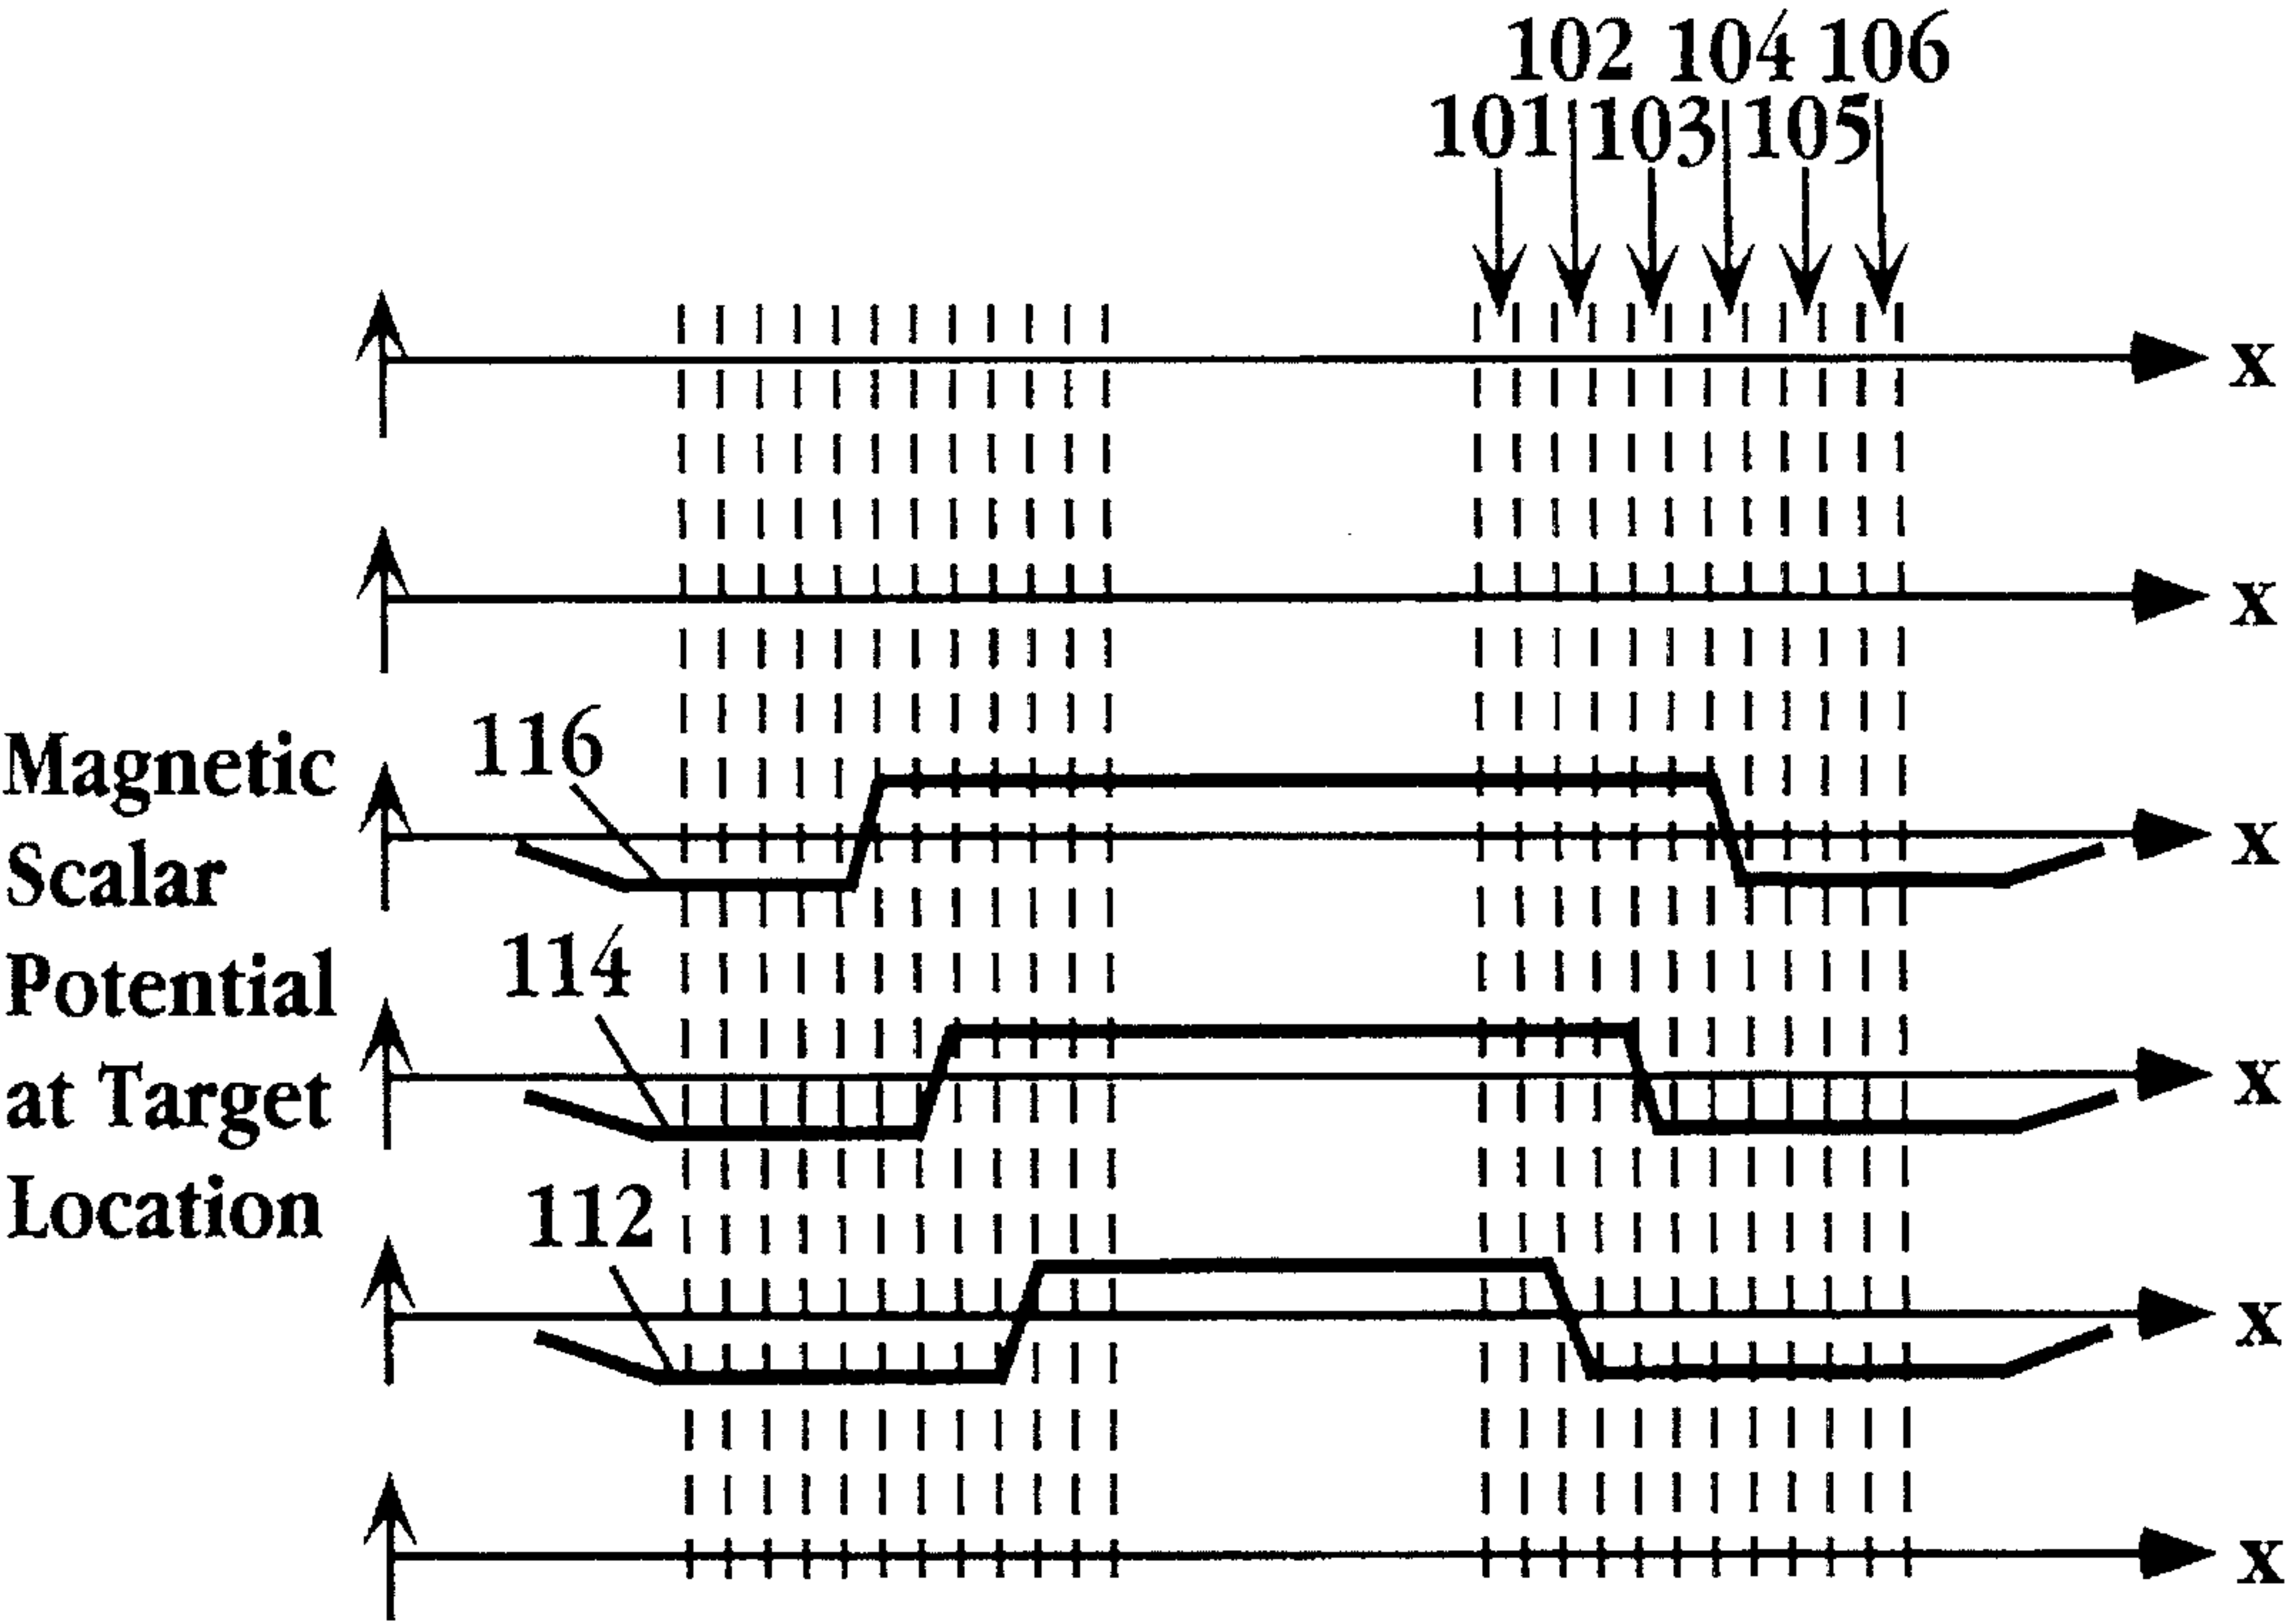 102 104 106
101 103 105
x
x
Magnetic
Scalar
Potential
at Target
Location
116
x
114
x
112
x
x